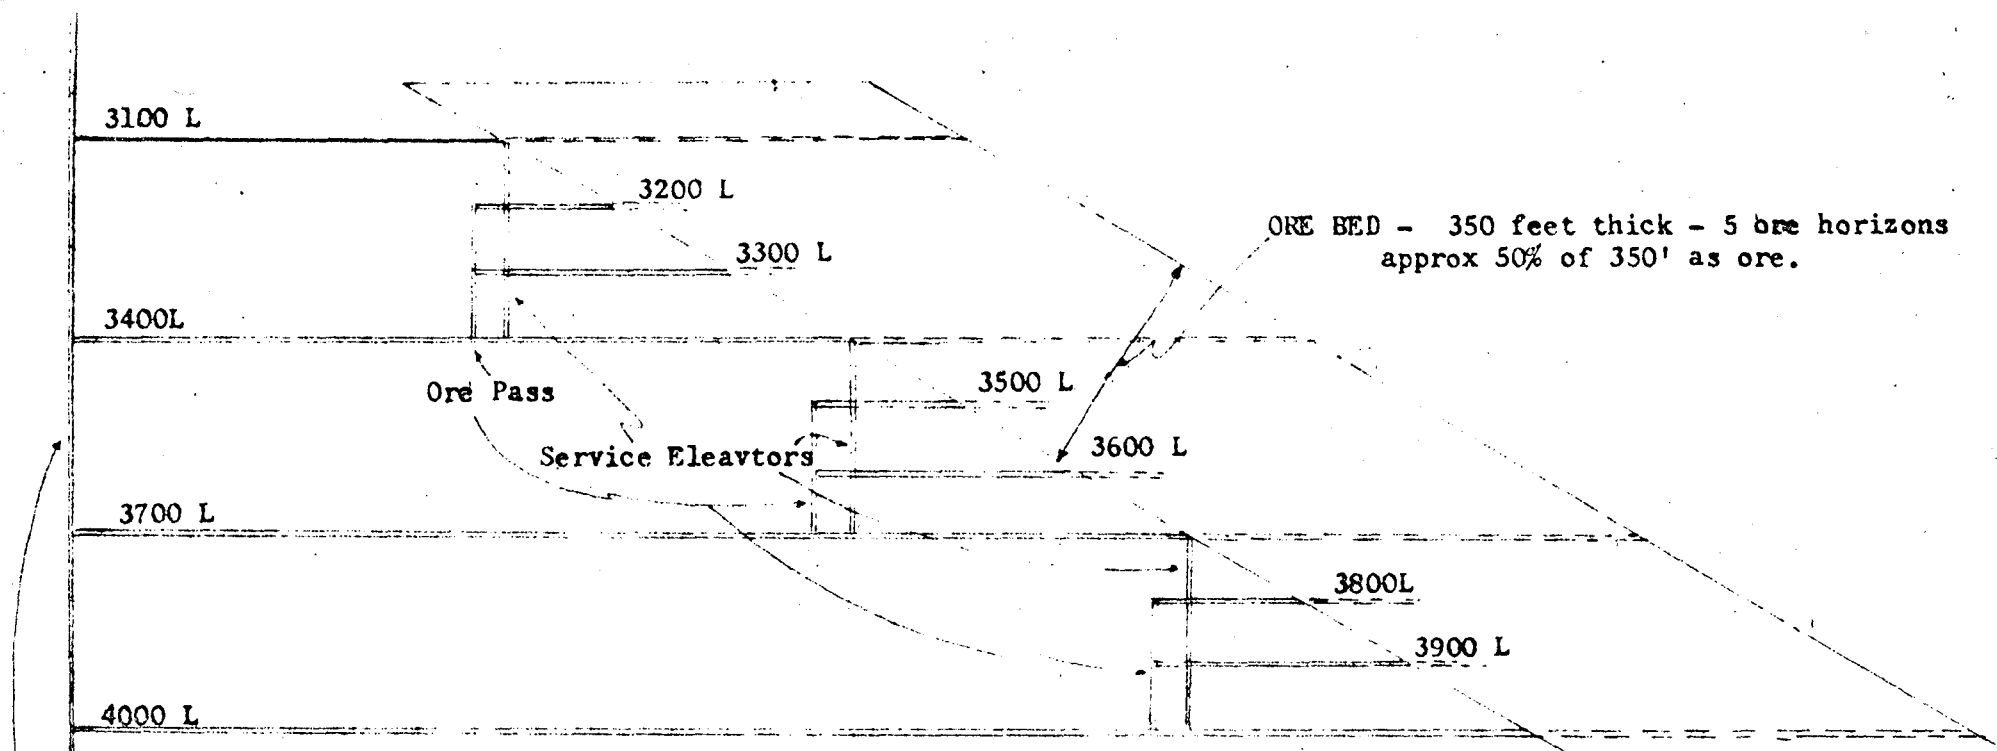 3100 L
3200 L
ORE BED - 350 feet thick - 5 ore horizons
approx 50% of 350' as ore.
3300 L
3400L
Ore Pass
3500 L
Service Eleavtors
3600 L
3700 L
3800L
3900 L
4000 L